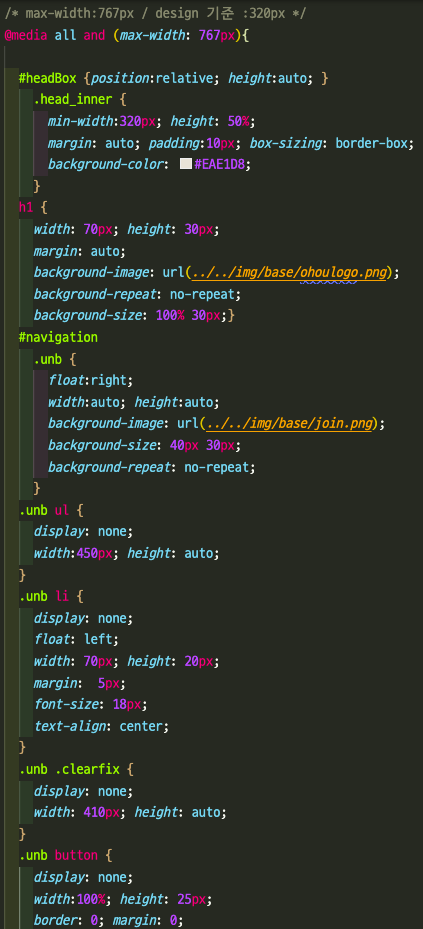 /* max-width:767px / design 기준 :320px */
@media all and (max-width: 767px){
#headBox {position:relative; height:auto; }
.head_inner {
min-width:320px; height: 50%;
margin: auto; padding:10px; box-sizing: border-box;
background-color: #EAE1D8;
}
h1 {
width: 70px; height: 30px;
margin: auto;
background-image: url(../../img/base/ohoulogo.png);
background-repeat: no-repeat;
background-size: 100% 30px;}
#navigation
.unb {
float:right;
width:auto; height:auto;
background-image: url(../../img/base/join.png);
background-size: 40px 30px;
background-repeat: no-repeat;
}
.unb ul {
display: none;
width:450px; height: auto;
}
.unb li {
display: none;
float: left;
width: 70px; height: 20px;
margin:  5px;
font-size: 18px;
text-align: center;
}
.unb .clearfix {
display: none;
width: 410px; height: auto;
}
.unb button {
display: none;
width:100%; height: 25px;
border: 0; margin: 0;